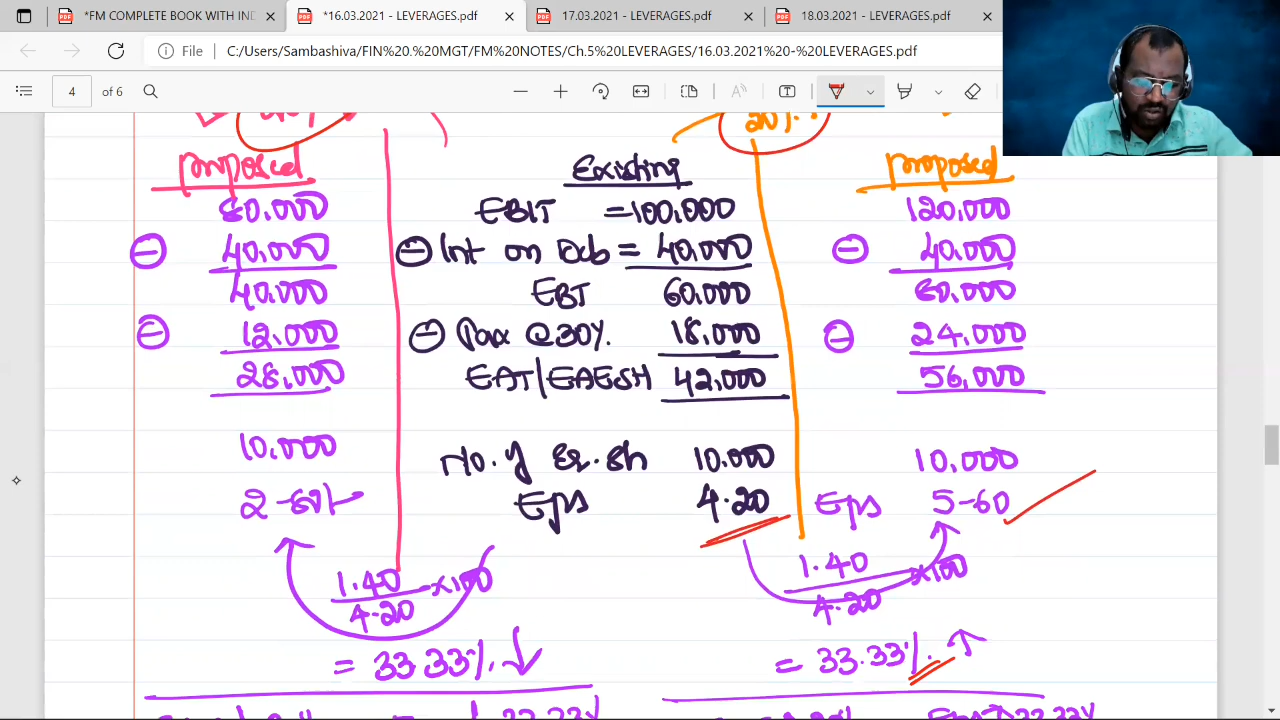 *FM COMPLETE BOOK WITH IND
*16.03.2021 - LEVERAGES.pdf
17.03.2021 - LEVERAGES.pdf
18.03.2021 - LEVERAGES.pdf
File C:/Users/Sambashiva/FIN%20.%20MGT/FM%20NOTES/Ch.5%20LEVERAGES/16.03.2021%20-%20LEVERAGES.pdf
4 of 6
20%
proposed Existing proposed
80.000 EBIT = 100.000 120.000
- 40.000 - Int on Deb = 40.000 - 40.000
40.000 EBT 60.000 80.000
- 12.000 - Tax @30%. 18.000 - 24.000
28.000 EAT/EAESH 42.000 56.000
10.000 No. of Eq. sh 10.000 10.000
2-80 Eps 4.20 Eps 5-60
1.40 / 4.20 × 100 1.40 / 4.20 × 100
= 33.33%. ↓ = 33.33%. ↑